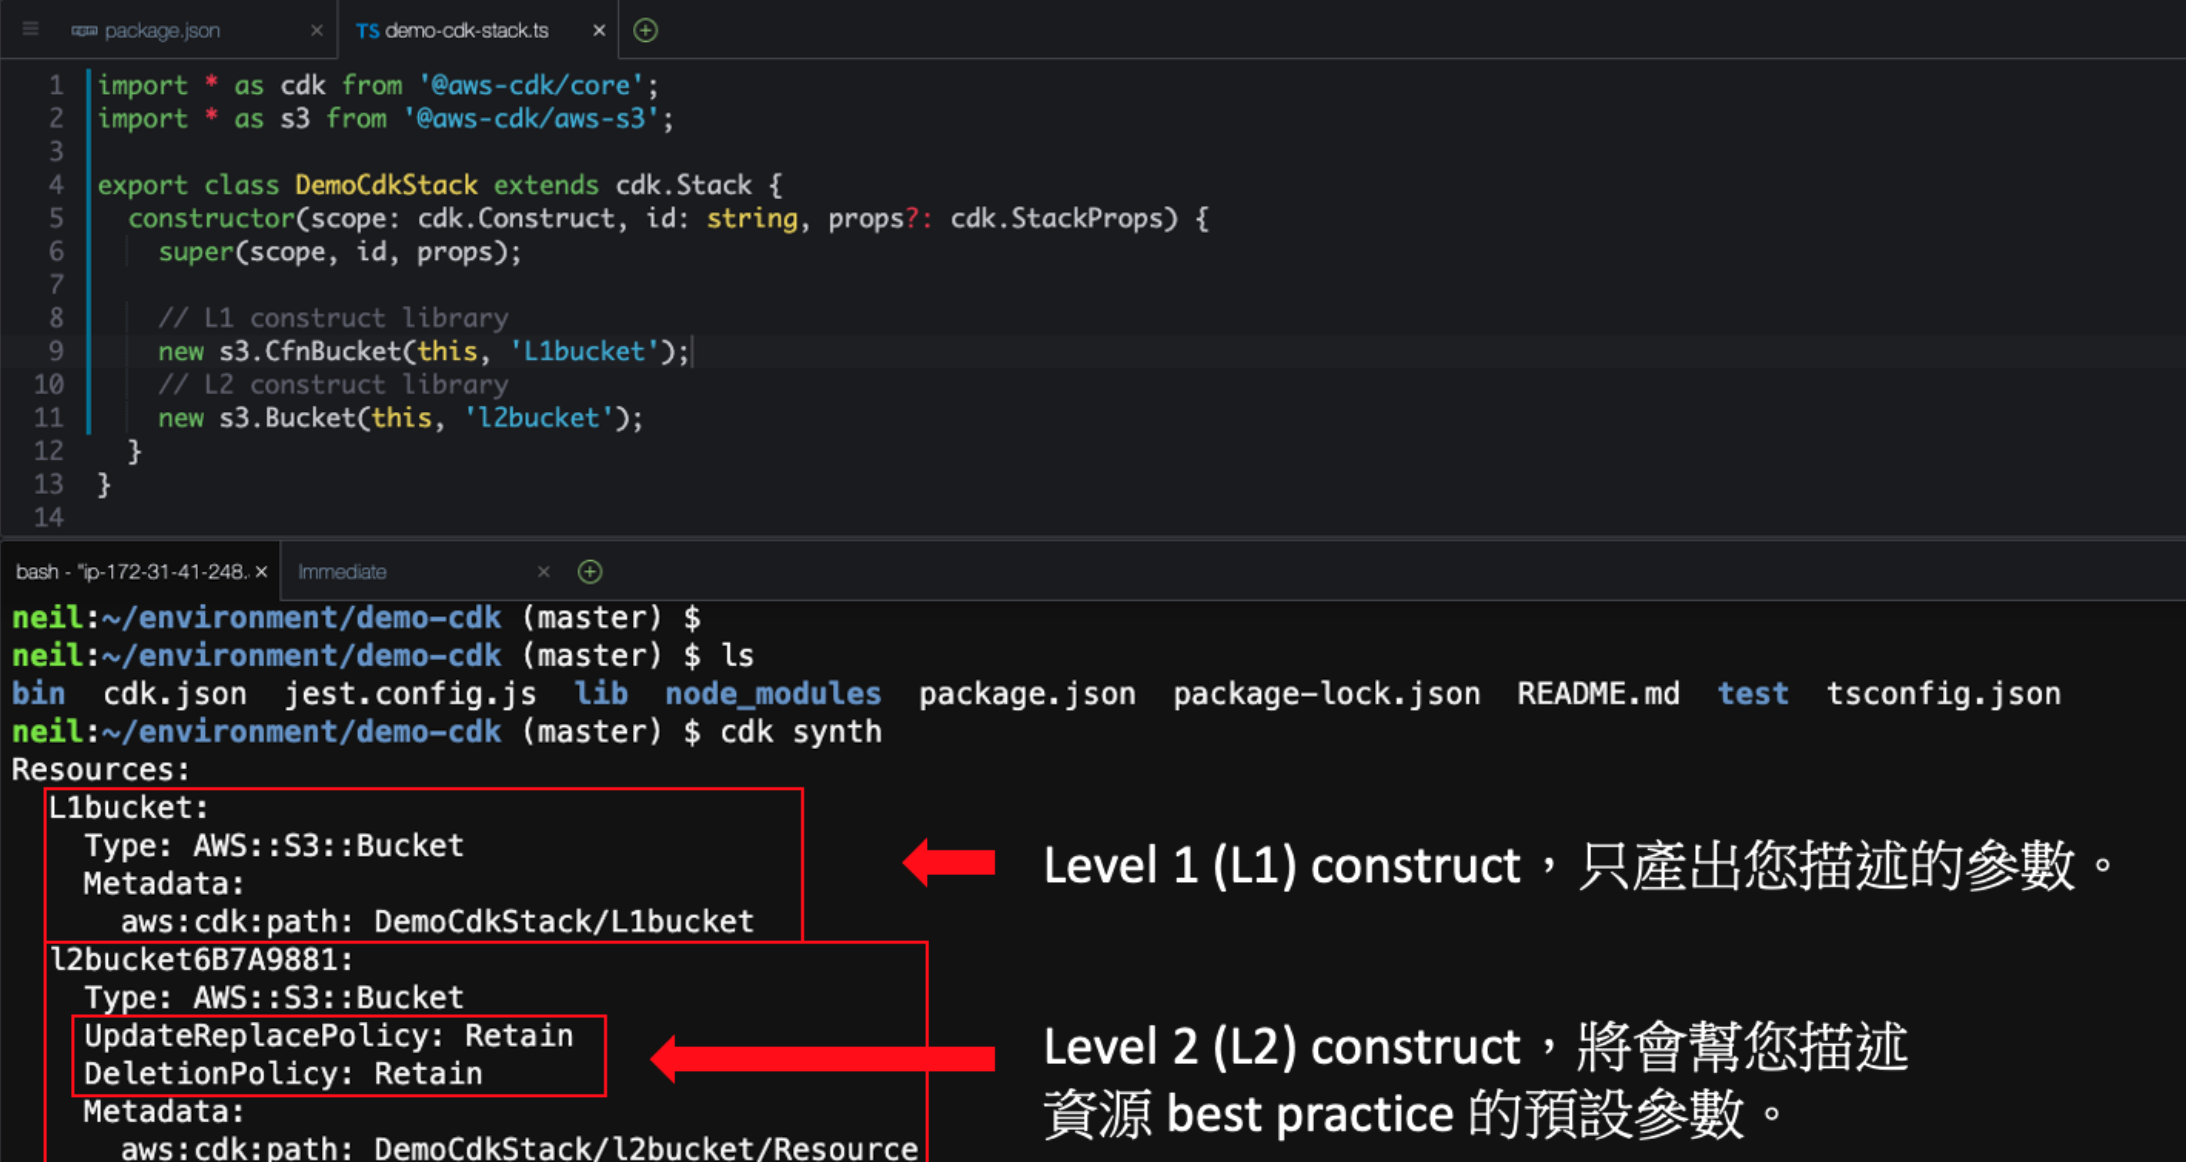 package.json
TS demo-cdk-stack.ts
1 import * as cdk from '@aws-cdk/core';
2 import * as s3 from '@aws-cdk/aws-s3';
3
4 export class DemoCdkStack extends cdk.Stack {
5 constructor(scope: cdk.Construct, id: string, props?: cdk.StackProps) {
6 super(scope, id, props);
7
8 // L1 construct library
9 new s3.CfnBucket(this, 'L1bucket');
10 // L2 construct library
11 new s3.Bucket(this, 'l2bucket');
12 }
13 }
14
bash - "ip-172-31-41-248.
Immediate
neil:~/environment/demo-cdk (master) $
neil:~/environment/demo-cdk (master) $ ls
bin cdk.json jest.config.js lib node_modules package.json package-lock.json README.md test tsconfig.json
neil:~/environment/demo-cdk (master) $ cdk synth
Resources:
L1bucket:
Type: AWS::S3::Bucket
Metadata:
aws:cdk:path: DemoCdkStack/L1bucket
l2bucket6B7A9881:
Type: AWS::S3::Bucket
UpdateReplacePolicy: Retain
DeletionPolicy: Retain
Metadata:
aws:cdk:path: DemoCdkStack/l2bucket/Resource
Level 1 (L1) construct，只產出您描述的參數。
Level 2 (L2) construct，將會幫您描述
資源 best practice 的預設參數。